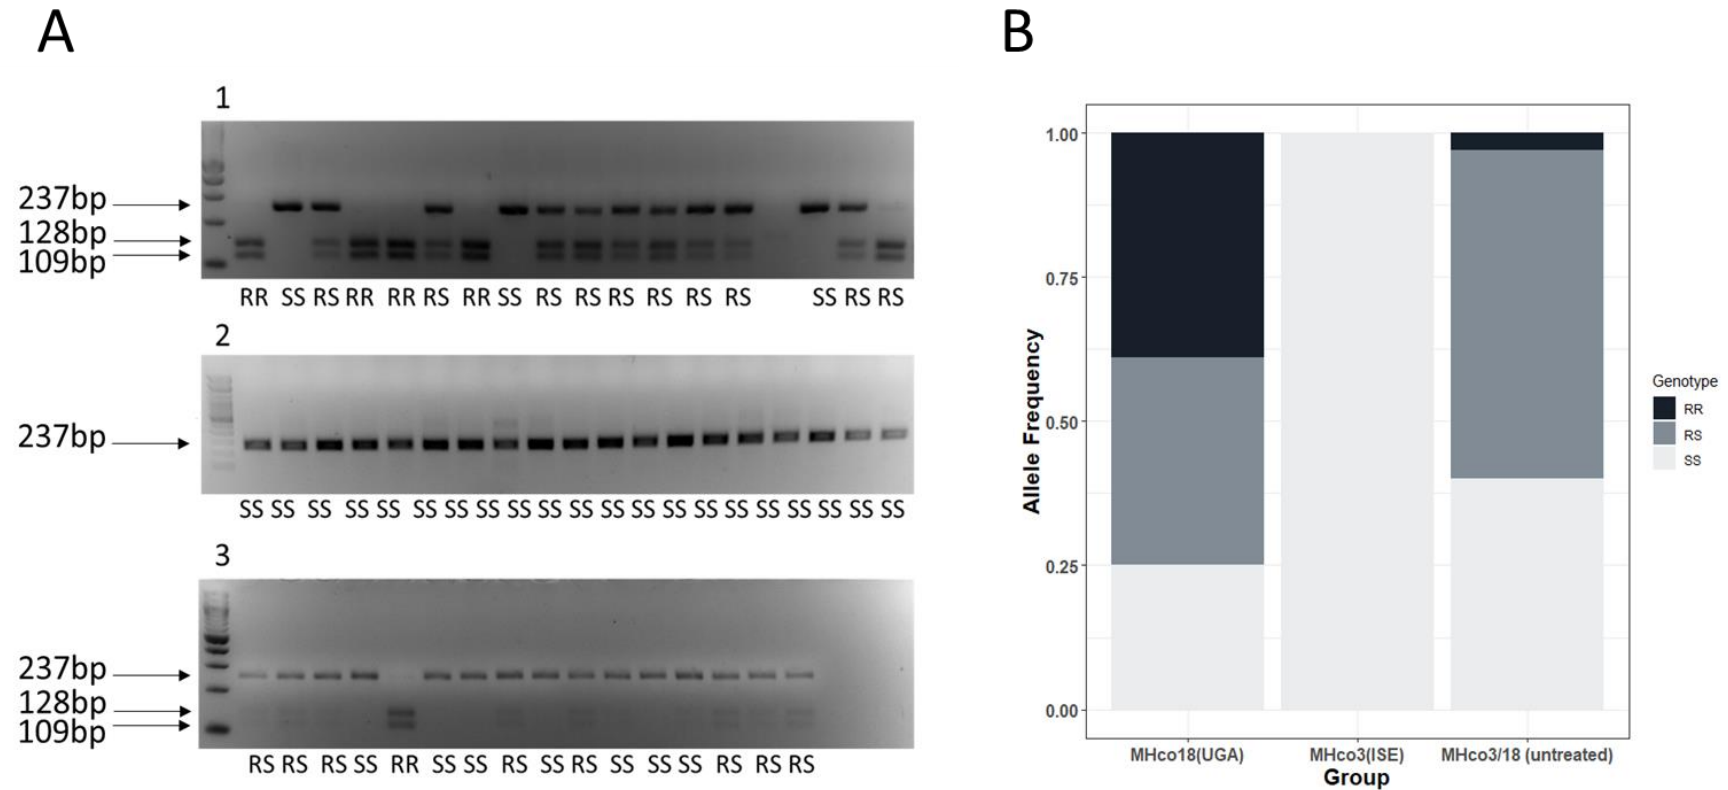 A
1
237bp
128bp
109bp
RR SS RS RR RR RS RR SS RS RS RS RS RS RS SS RS RS
2
237bp
SS SS SS SS SS SS SS SS SS SS SS SS SS SS SS SS SS SS SS SS SS
3
237bp
128bp
109bp
RS RS RS SS RR SS SS RS SS RS SS SS SS RS RS RS
B
1.00
0.75
0.50
0.25
0.00
Allele Frequency
MHco18(UGA) MHco3(ISE) MHco3/18 (untreated)
Group
Genotype
RR
RS
SS